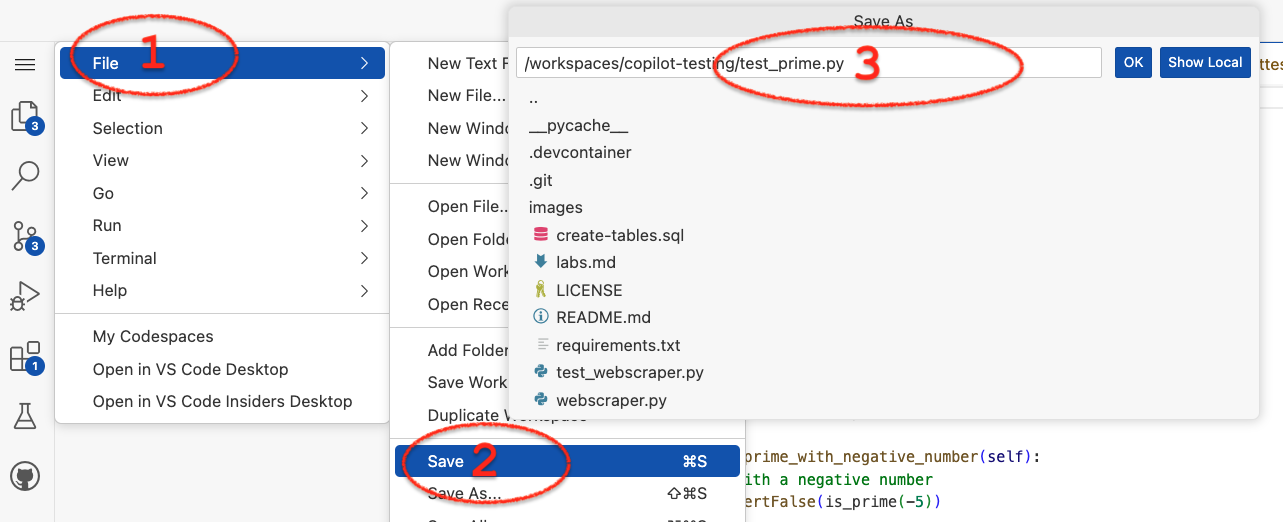 Save As
1
File
Edit
Selection
View
Go
Run
Terminal
Help
My Codespaces
Open in VS Code Desktop
Open in VS Code Insiders Desktop
New Text F
New File...
New Windo
New Windo
Open File..
Open Folde
Open Work
Open Rece
Add Folder
Save Work
Duplicate Workspace
2
Save ⌘S
Save As... ⇧⌘S
/workspaces/copilot-testing/test_prime.py 3 OK Show Local
..
__pycache__
.devcontainer
.git
images
create-tables.sql
labs.md
LICENSE
README.md
requirements.txt
test_webscraper.py
webscraper.py
3
3
1
ttes
prime_with_negative_number(self):
ith a negative number
ertFalse(is_prime(-5))